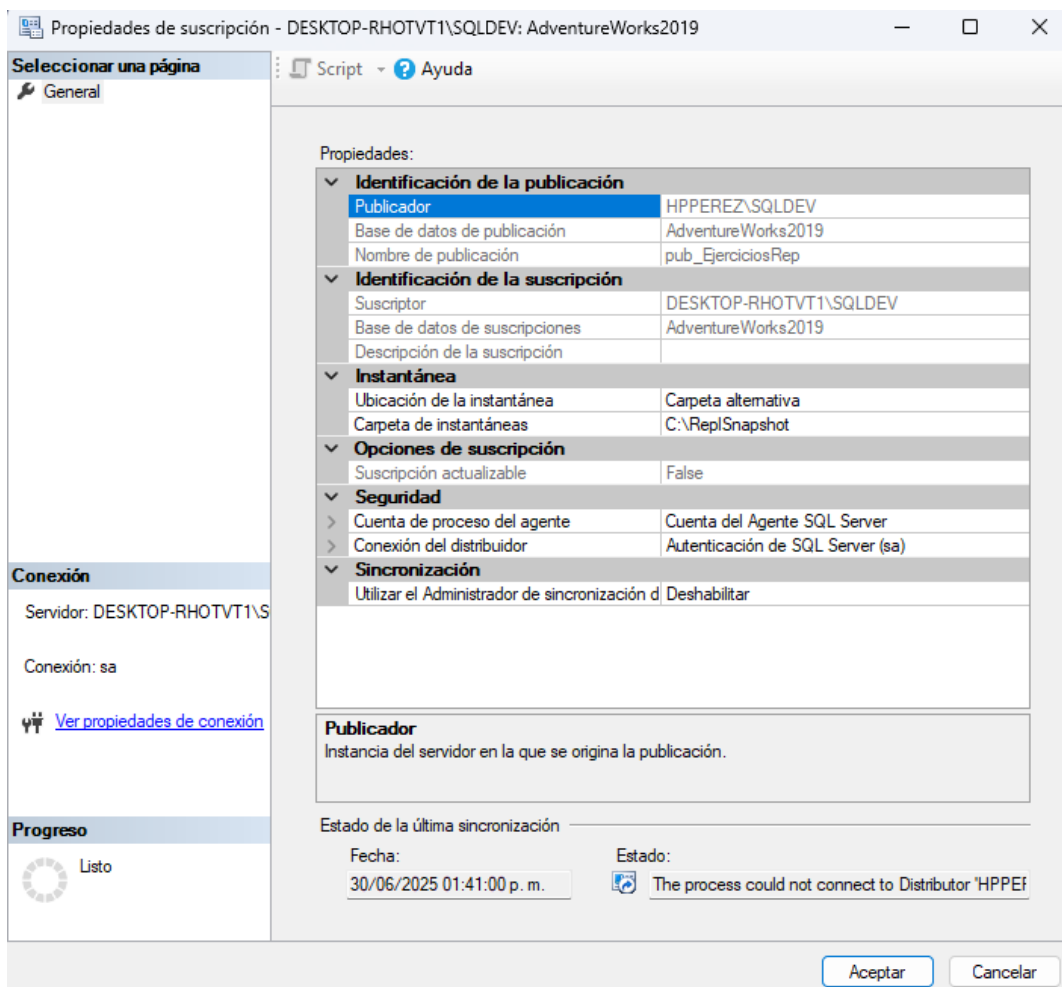 Propiedades de suscripción - DESKTOP-RHOTVT1\SQLDEV: AdventureWorks2019
Seleccionar una página
General
Script
Ayuda
Propiedades:
Identificación de la publicación
Publicador HPPEREZ\SQLDEV
Base de datos de publicación AdventureWorks2019
Nombre de publicación pub_EjerciciosRep
Identificación de la suscripción
Suscriptor DESKTOP-RHOTVT1\SQLDEV
Base de datos de suscripciones AdventureWorks2019
Descripción de la suscripción
Instantánea
Ubicación de la instantánea Carpeta alternativa
Carpeta de instantáneas C:\ReplSnapshot
Opciones de suscripción
Suscripción actualizable False
Seguridad
Cuenta de proceso del agente Cuenta del Agente SQL Server
Conexión del distribuidor Autenticación de SQL Server (sa)
Sincronización
Utilizar el Administrador de sincronización d Deshabilitar
Conexión
Servidor: DESKTOP-RHOTVT1\S
Conexión: sa
Ver propiedades de conexión
Publicador
Instancia del servidor en la que se origina la publicación.
Progreso
Listo
Estado de la última sincronización
Fecha: Estado:
30/06/2025 01:41:00 p. m. The process could not connect to Distributor 'HPPER
Aceptar Cancelar